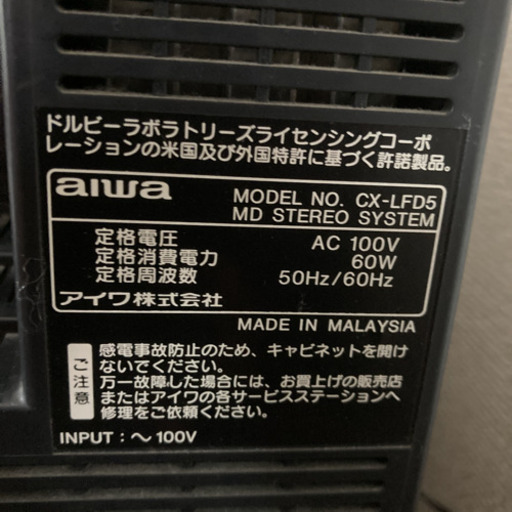 ドルビーラボラトリーズライセンシングコーポ
レーションの米国及び外国特許に基づく許諾製品。
aiwa MODEL NO. CX-LFD5
MD STEREO SYSTEM
定格電圧 AC 100V
定格消費電力 60W
定格周波数 50Hz/60Hz
アイワ株式会社
MADE IN MALAYSIA
ご注意
感電事故防止のため、キャビネットを開け
ないでください。
万一故障した場合には、お買上げの販売店
またはアイワの各サービスステーションへ
修理をご依頼ください。
INPUT：～100V